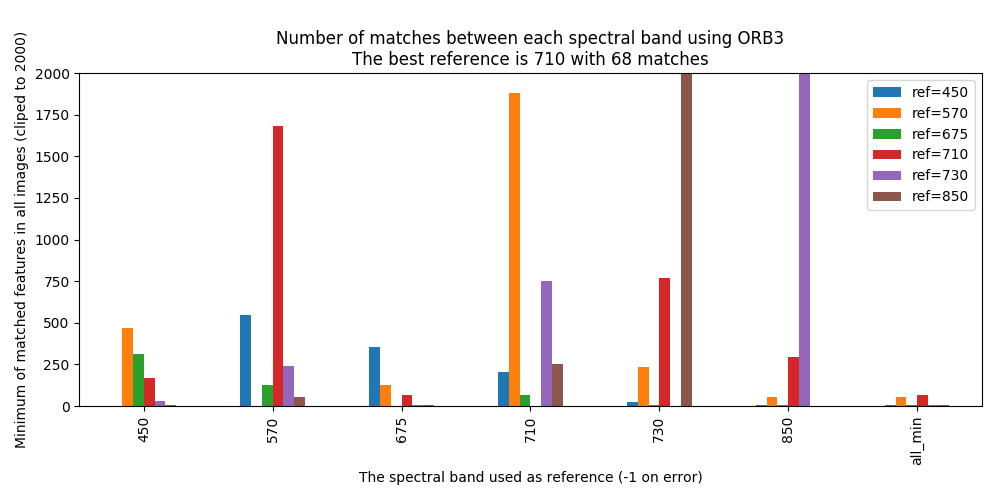 Number of matches between each spectral band using ORB3
The best reference is 710 with 68 matches
Minimum of matched features in all images (cliped to 2000)
2000
1750
1500
1250
1000
750
500
250
0
ref=450
ref=570
ref=675
ref=710
ref=730
ref=850
450
570
675
710
730
850
all_min
The spectral band used as reference (-1 on error)